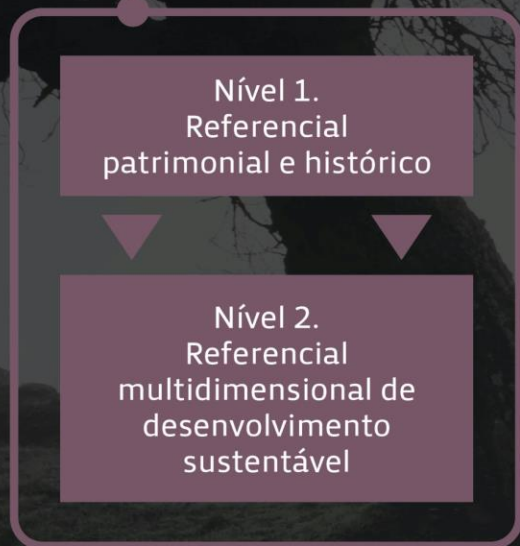 Nível 1.
Referencial
patrimonial e histórico
Nível 2.
Referencial
multidimensional de
desenvolvimento
sustentável